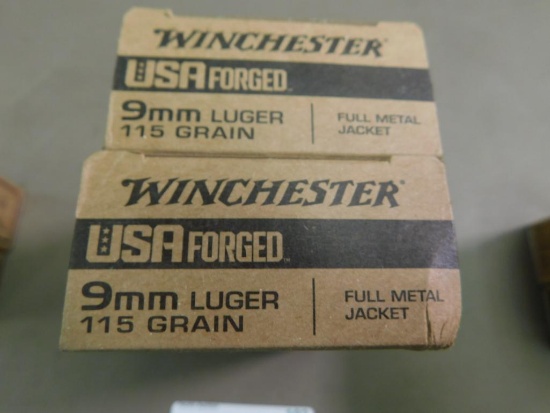 WINCHESTER
USA FORGED
9mm LUGER
115 GRAIN
FULL METAL
JACKET
WINCHESTER
USA FORGED™
9mm LUGER
115 GRAIN
FULL METAL
JACKET